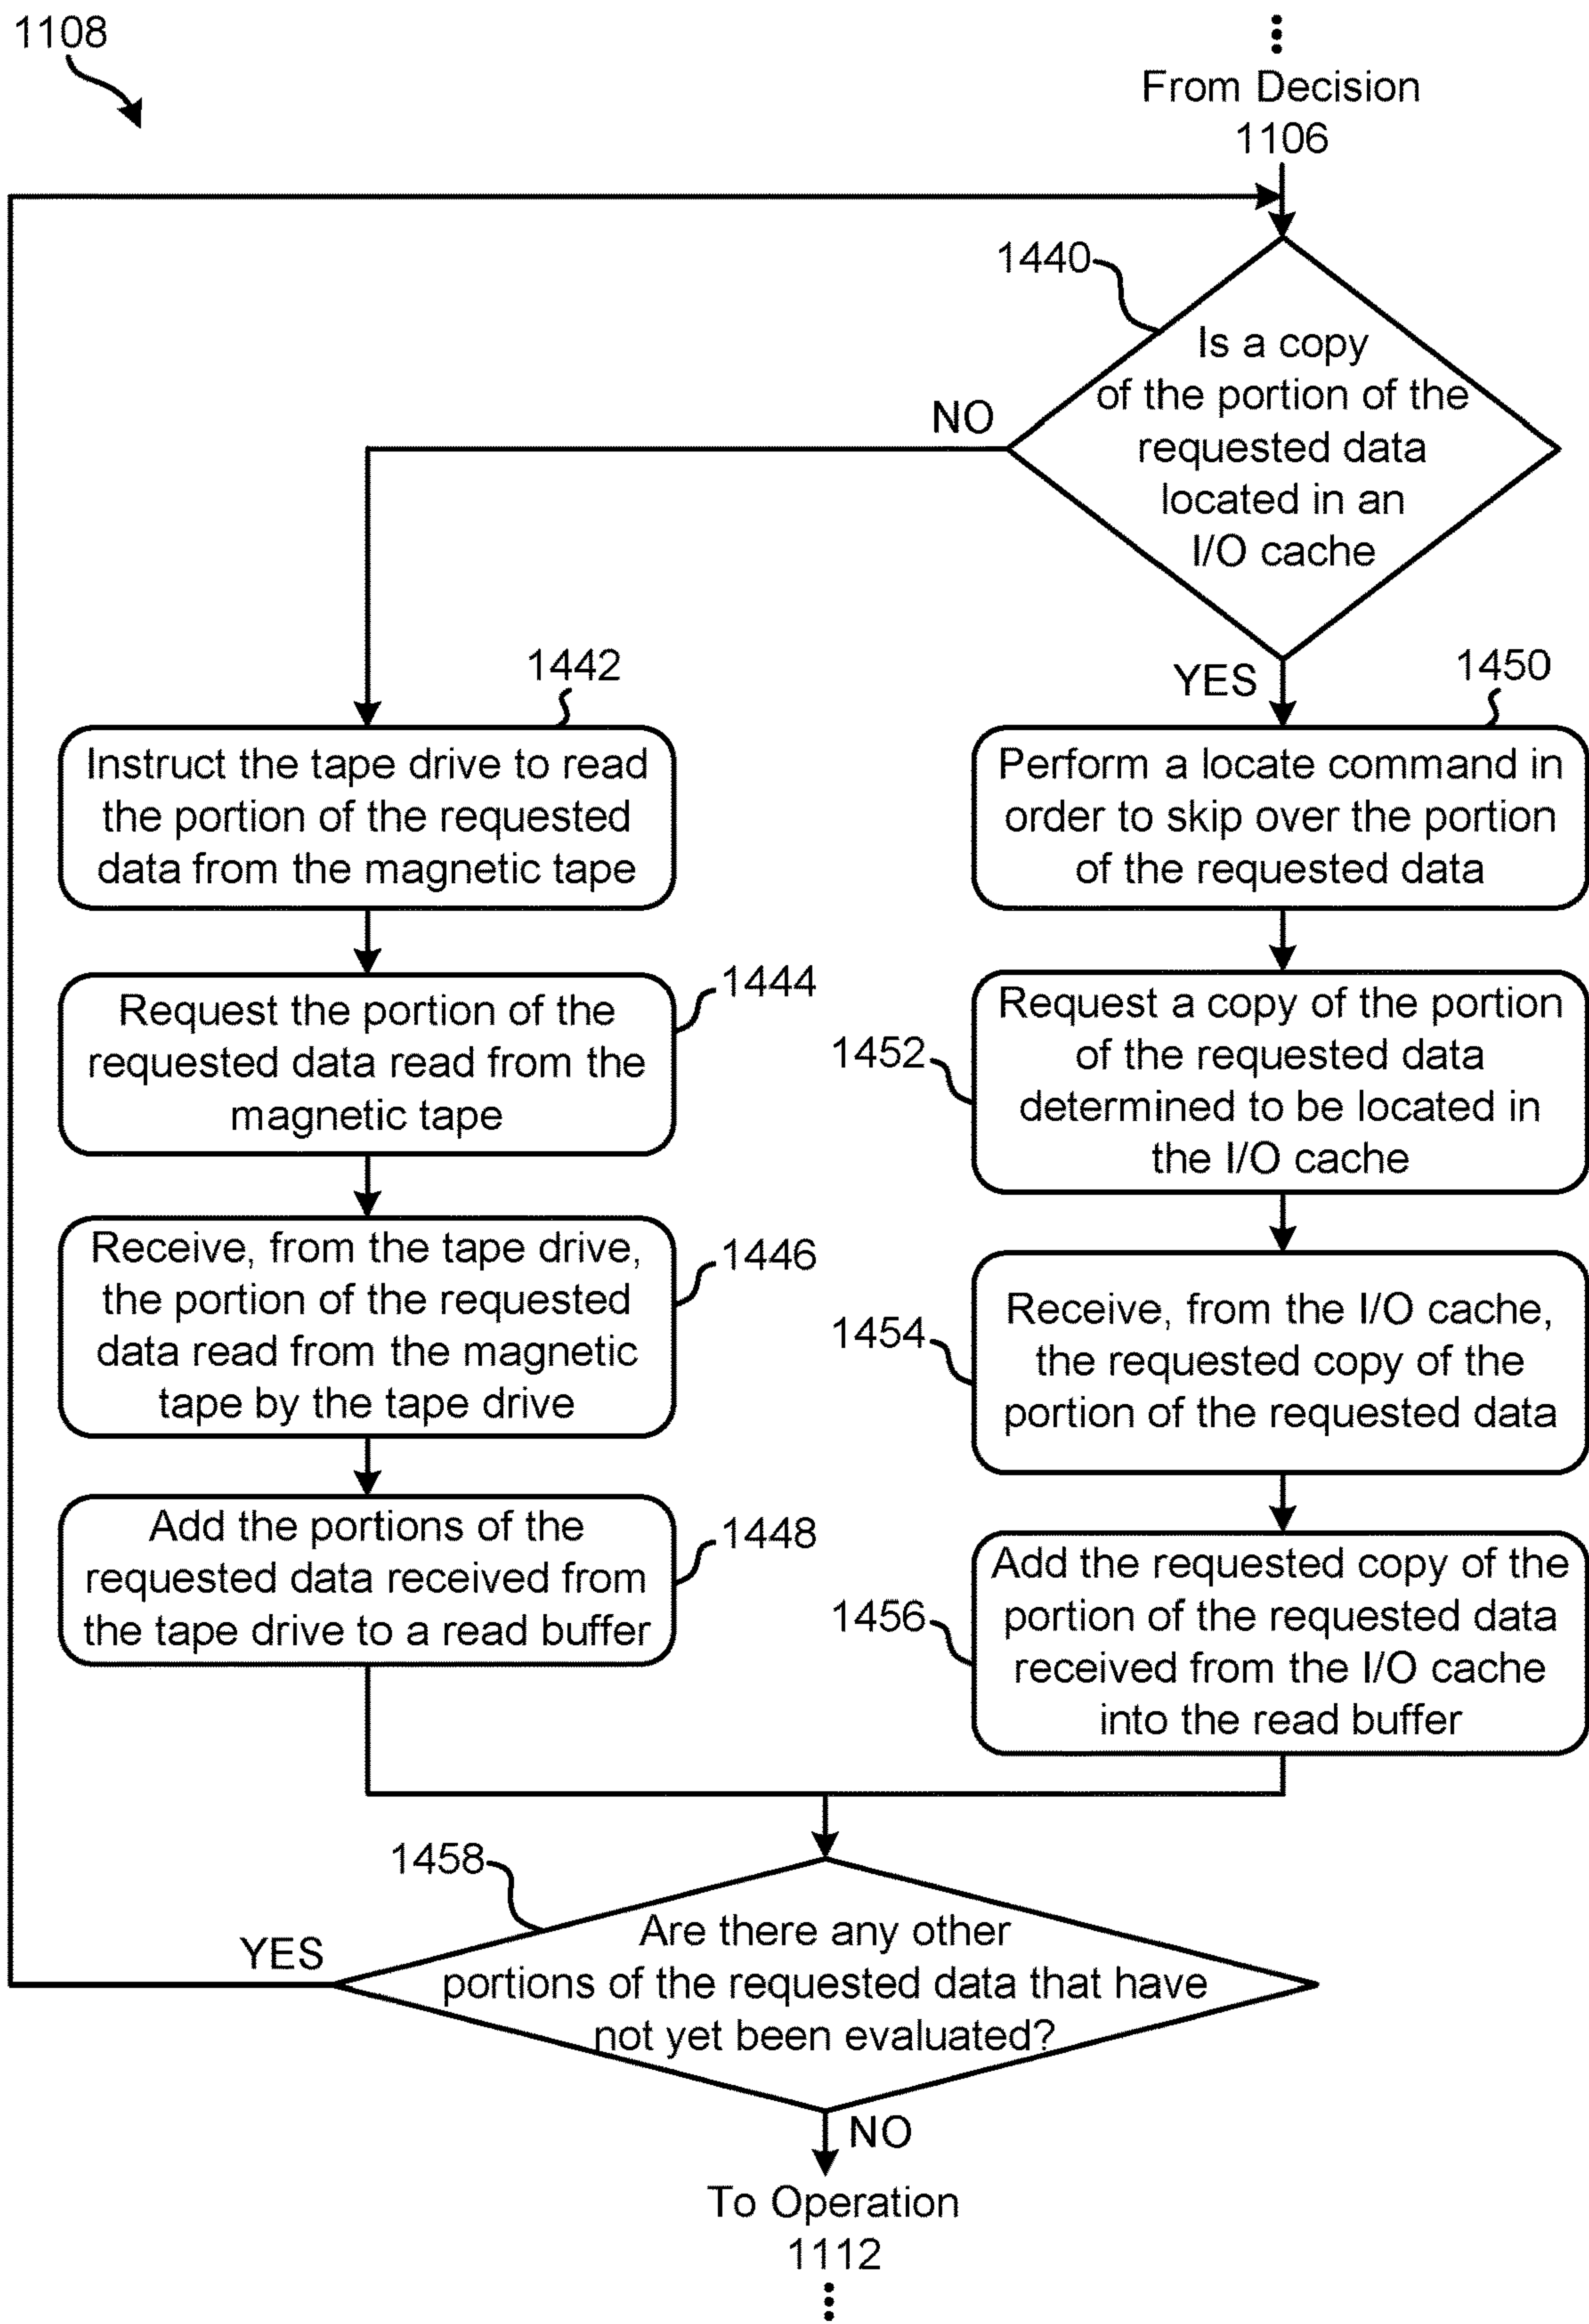 1108
From Decision
1106
1440
Is a copy
of the portion of the
requested data
located in an
I/O cache
NO
YES
1442
Instruct the tape drive to read
the portion of the requested
data from the magnetic tape
1444
Request the portion of the
requested data read from the
magnetic tape
1446
Receive, from the tape drive,
the portion of the requested
data read from the magnetic
tape by the tape drive
1448
Add the portions of the
requested data received from
the tape drive to a read buffer
1450
Perform a locate command in
order to skip over the portion
of the requested data
1452
Request a copy of the portion
of the requested data
determined to be located in
the I/O cache
1454
Receive, from the I/O cache,
the requested copy of the
portion of the requested data
1456
Add the requested copy of the
portion of the requested data
received from the I/O cache
into the read buffer
1458
Are there any other
portions of the requested data that have
not yet been evaluated?
YES
NO
To Operation
1112